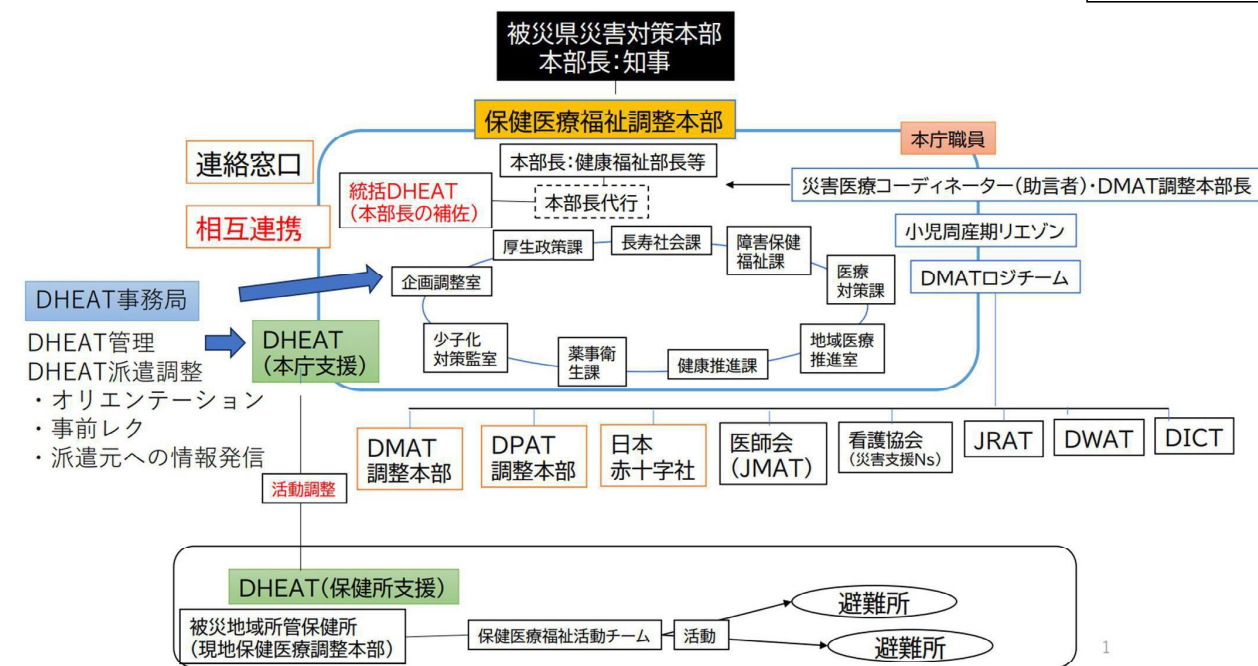 被災県災害対策本部
本部長：知事
保健医療福祉調整本部
本庁職員
連絡窓口
相互連携
本部長：健康福祉部長等
統括DHEAT
（本部長の補佐）
本部長代行
災害医療コーディネーター（助言者）・DMAT調整本部長
小児周産期リエゾン
DMATロジチーム
厚生政策課
長寿社会課
障害保健
福祉課
企画調整室
医療
対策課
少子化
対策監室
薬事衛
生課
健康推進課
地域医療
推進室
DHEAT事務局
DHEAT管理
DHEAT派遣調整
・オリエンテーション
・事前レク
・派遣元への情報発信
DHEAT
（本庁支援）
活動調整
DMAT
調整本部
DPAT
調整本部
日本
赤十字社
医師会
（JMAT）
看護協会
（災害支援Ns）
JRAT
DWAT
DICT
DHEAT（保健所支援）
被災地域所管保健所
（現地保健医療調整本部）
保健医療福祉活動チーム
活動
避難所
避難所
1